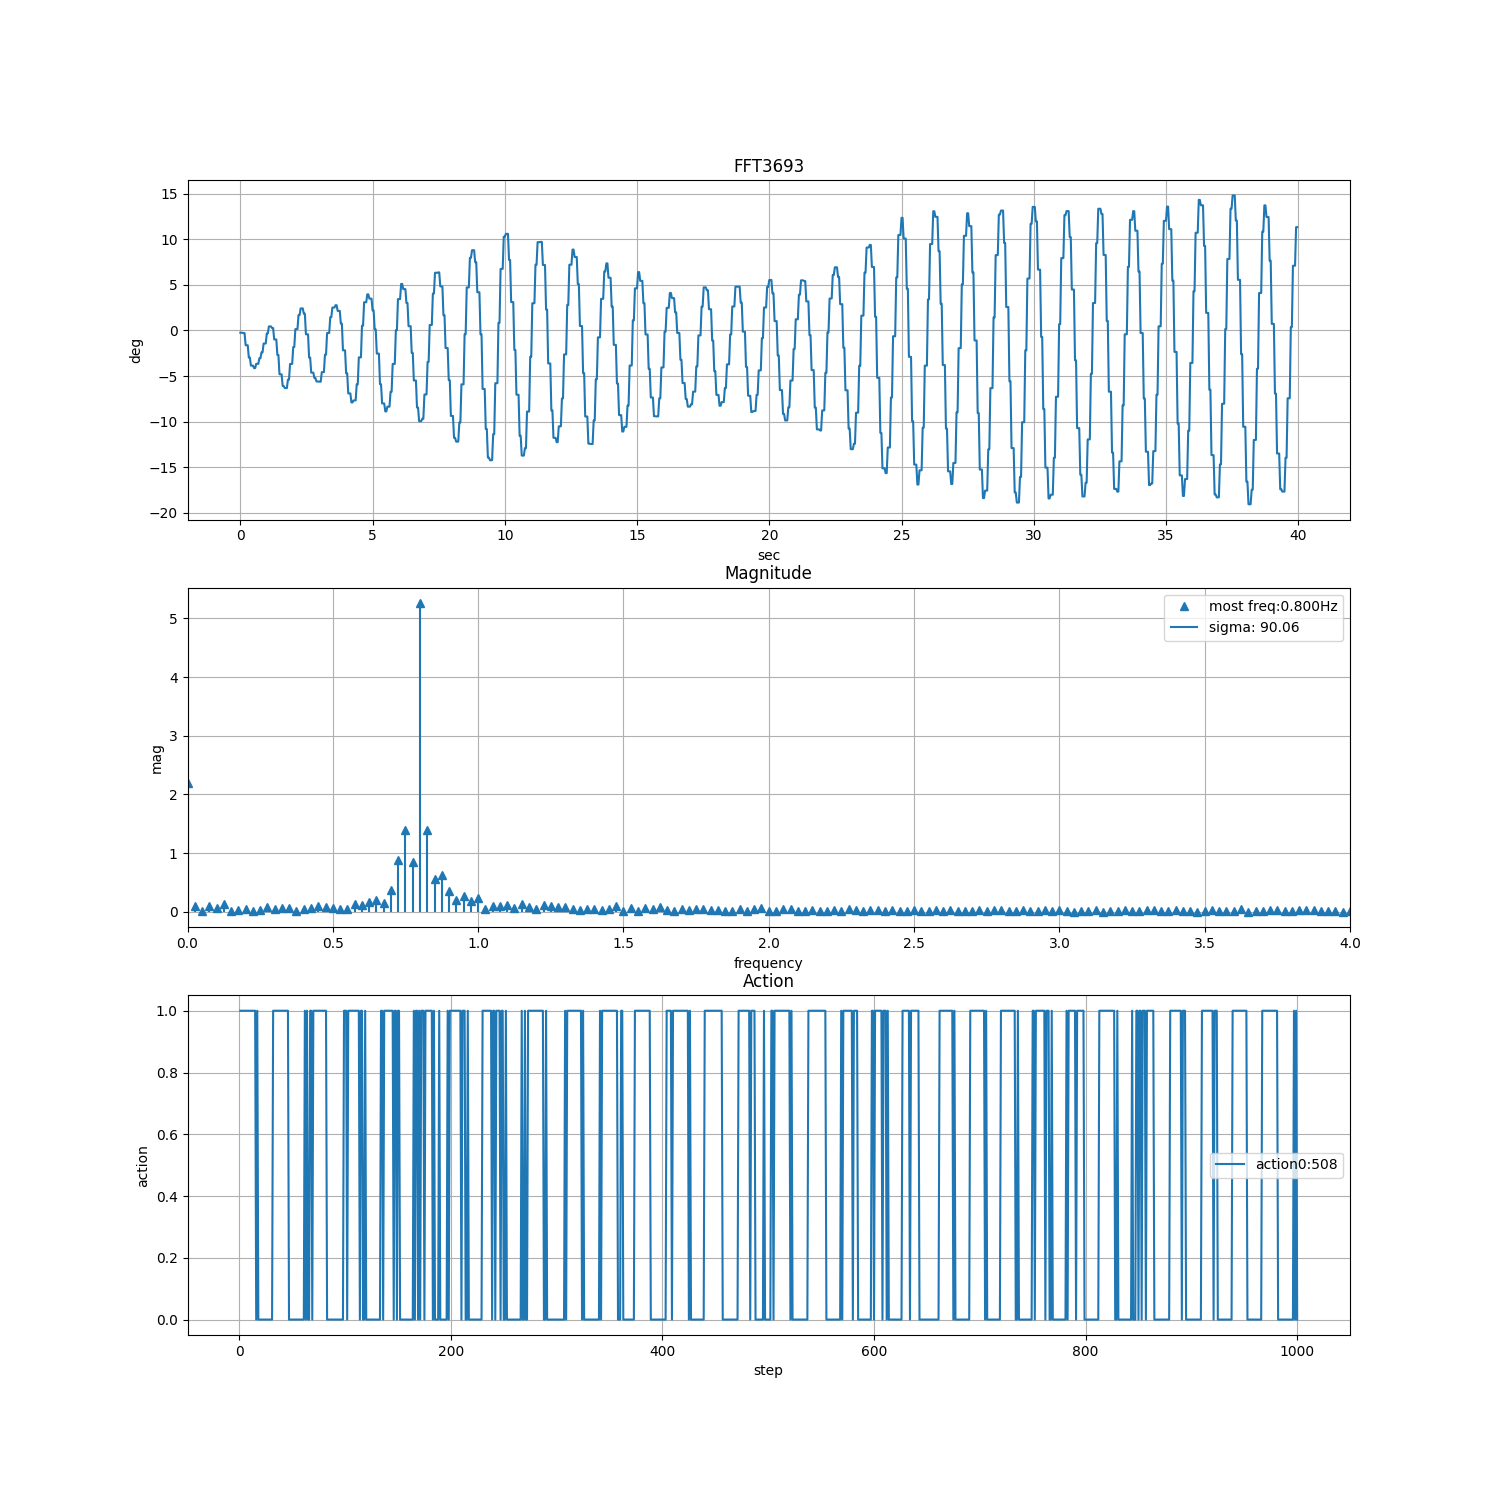 FFT3693
15
10
5
0
−5
−10
−15
−20
deg
0 5 10 15 20 25 30 35 40
sec
Magnitude
most freq:0.800Hz
sigma: 90.06
5
4
3
2
1
0
mag
0.0 0.5 1.0 1.5 2.0 2.5 3.0 3.5 4.0
frequency
Action
1.0
0.8
0.6
0.4
0.2
0.0
action
action0:508
0 200 400 600 800 1000
step